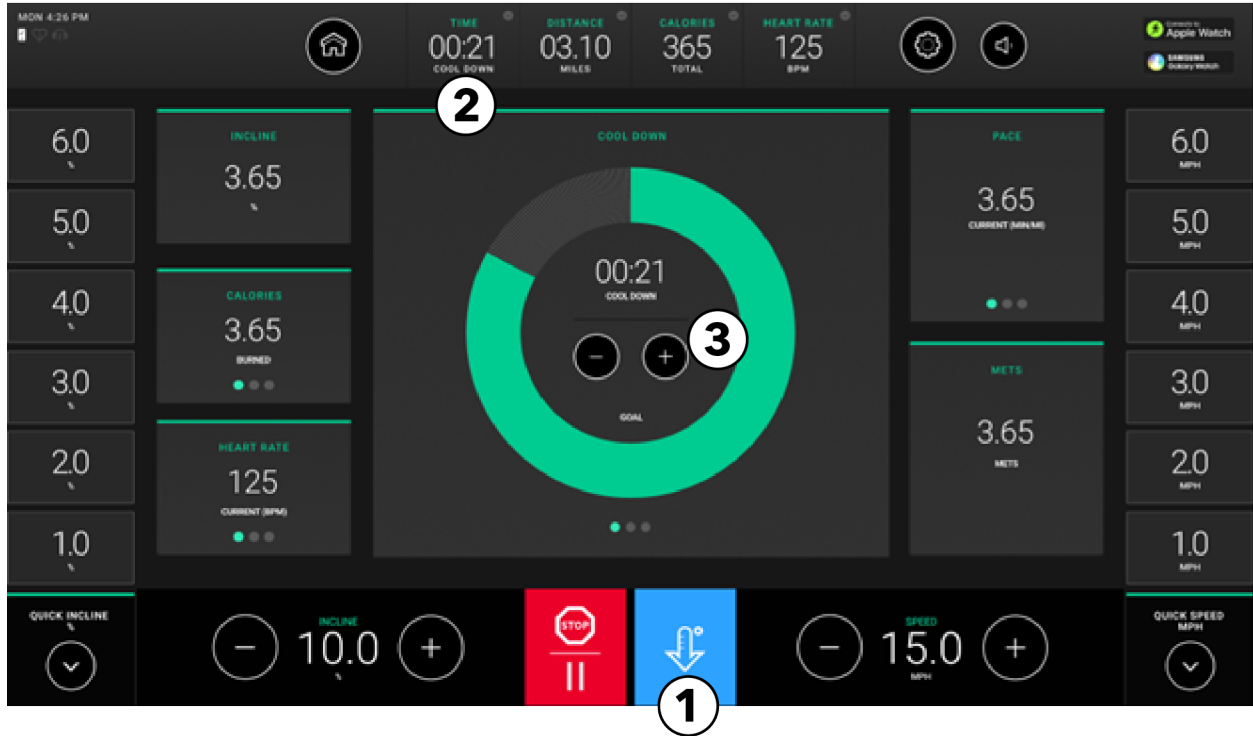 MON 4:26 PM
TIME
00:21
COOL DOWN
DISTANCE
03.10
MILES
CALORIES
365
TOTAL
HEART RATE
125
BPM
Connects to
Apple Watch
SAMSUNG
Galaxy Watch
2
6.0
%
5.0
%
4.0
%
3.0
%
2.0
%
1.0
%
QUICK INCLINE
%
INCLINE
3.65
%
CALORIES
3.65
BURNED
HEART RATE
125
CURRENT (BPM)
COOL DOWN
00:21
COOL DOWN
−
+
3
GOAL
PACE
3.65
CURRENT (MIN/MI)
METS
3.65
METS
6.0
MPH
5.0
MPH
4.0
MPH
3.0
MPH
2.0
MPH
1.0
MPH
QUICK SPEED
MPH
−
INCLINE
10.0
%
+
STOP
1
−
SPEED
15.0
MPH
+